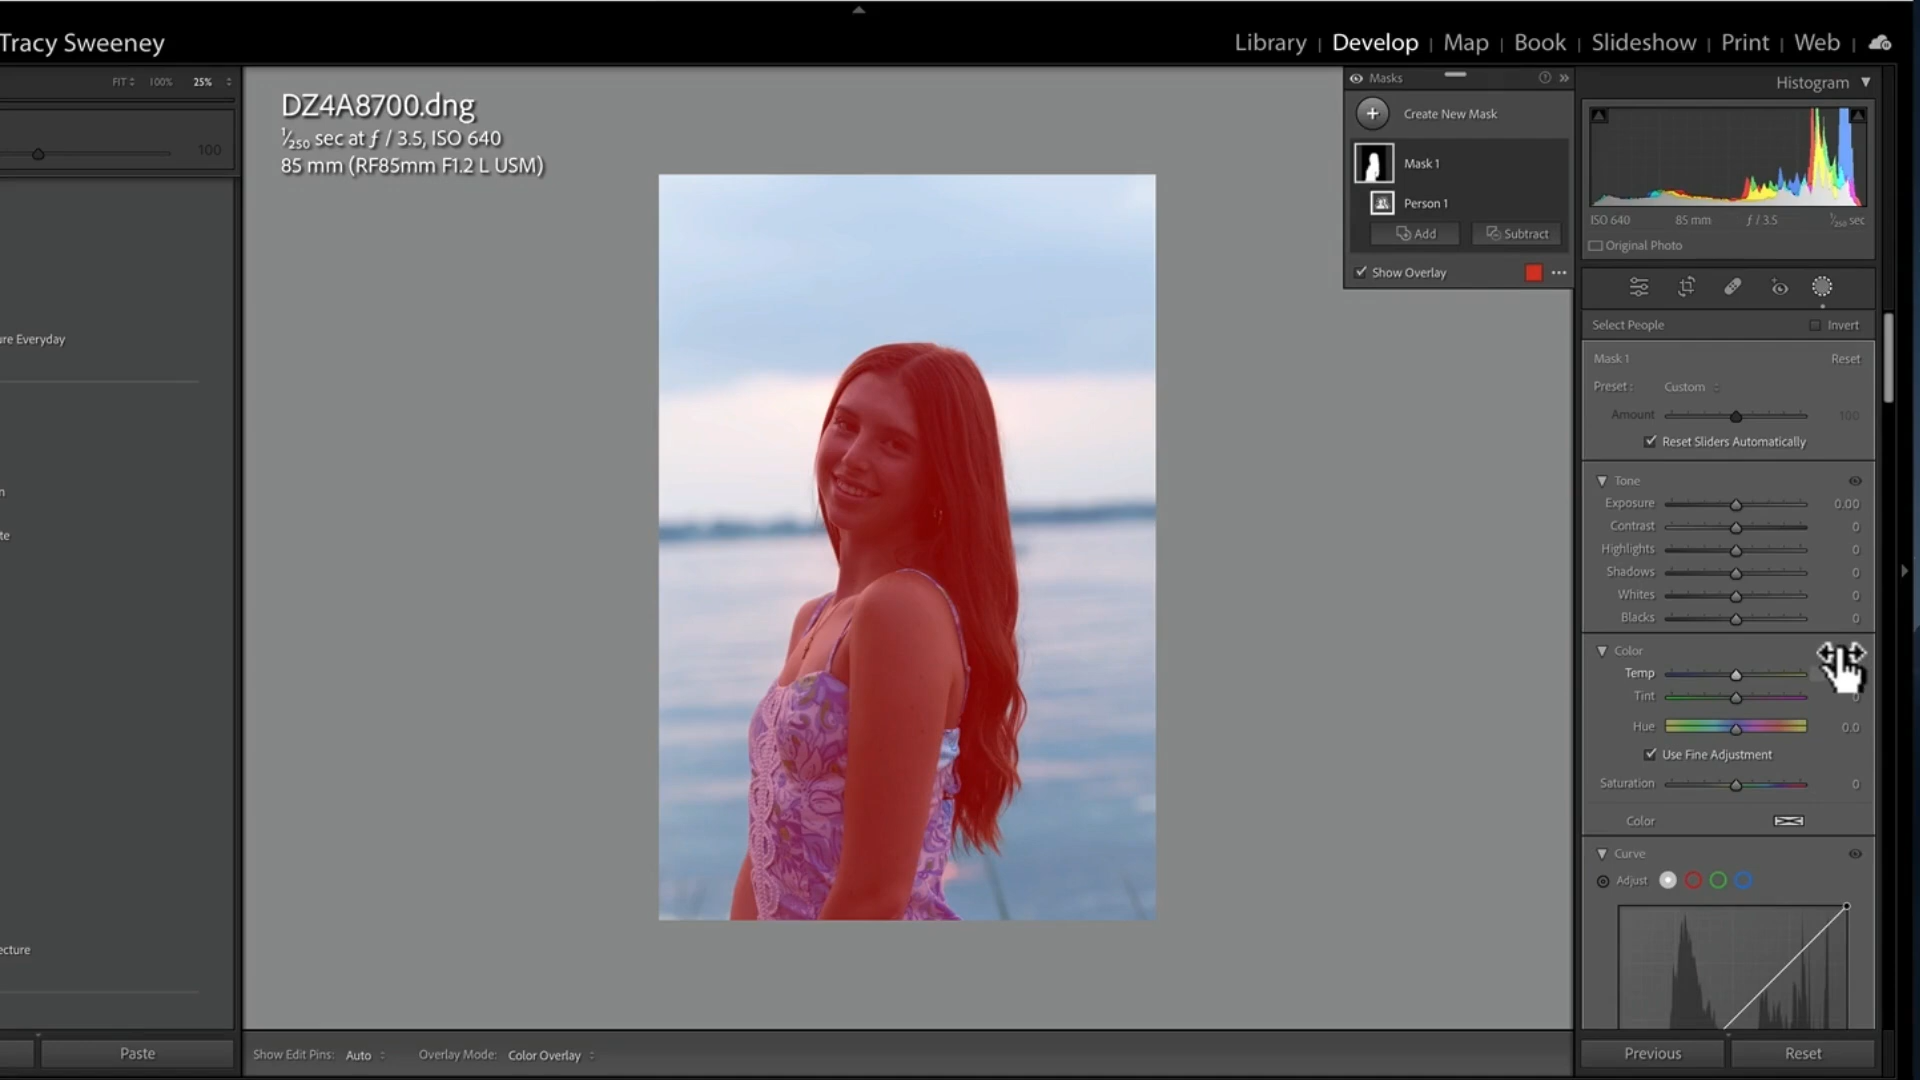 Tracy Sweeney
Library | Develop | Map | Book | Slideshow | Print | Web |
FIT 100% 25%
100
ure Everyday
n
te
ecture
Paste
DZ4A8700.dng
1/250 sec at ƒ / 3.5, ISO 640
85 mm (RF85mm F1.2 L USM)
Show Edit Pins: Auto Overlay Mode: Color Overlay
Masks
Create New Mask
Mask 1
Person 1
Add Subtract
Show Overlay
Histogram
ISO 640 85 mm ƒ / 3.5 1/250 sec
Original Photo
Select People Invert
Mask 1 Reset
Preset : Custom
Amount 100
Reset Sliders Automatically
Tone
Exposure 0.00
Contrast 0
Highlights 0
Shadows 0
Whites 0
Blacks 0
Color
Temp
Tint 0
Hue 0.0
Use Fine Adjustment
Saturation 0
Color
Curve
Adjust
Previous Reset